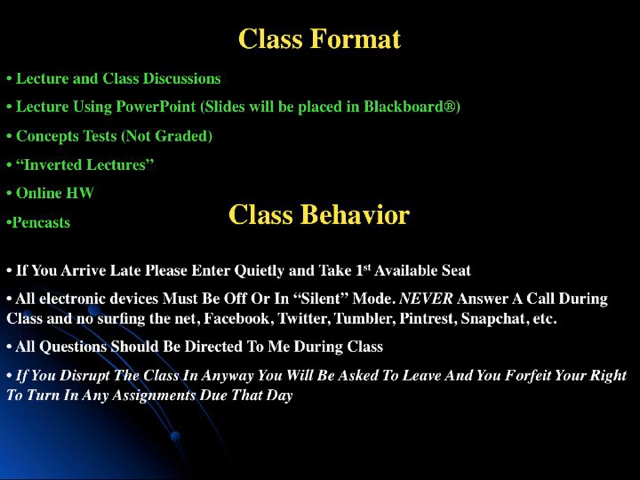 Class Format
• Lecture and Class Discussions
• Lecture Using PowerPoint (Slides will be placed in Blackboard®)
• Concepts Tests (Not Graded)
• “Inverted Lectures”
• Online HW
•Pencasts
Class Behavior
• If You Arrive Late Please Enter Quietly and Take 1st Available Seat
• All electronic devices Must Be Off Or In “Silent” Mode. NEVER Answer A Call During
Class and no surfing the net, Facebook, Twitter, Tumbler, Pintrest, Snapchat, etc.
• All Questions Should Be Directed To Me During Class
• If You Disrupt The Class In Anyway You Will Be Asked To Leave And You Forfeit Your Right
To Turn In Any Assignments Due That Day